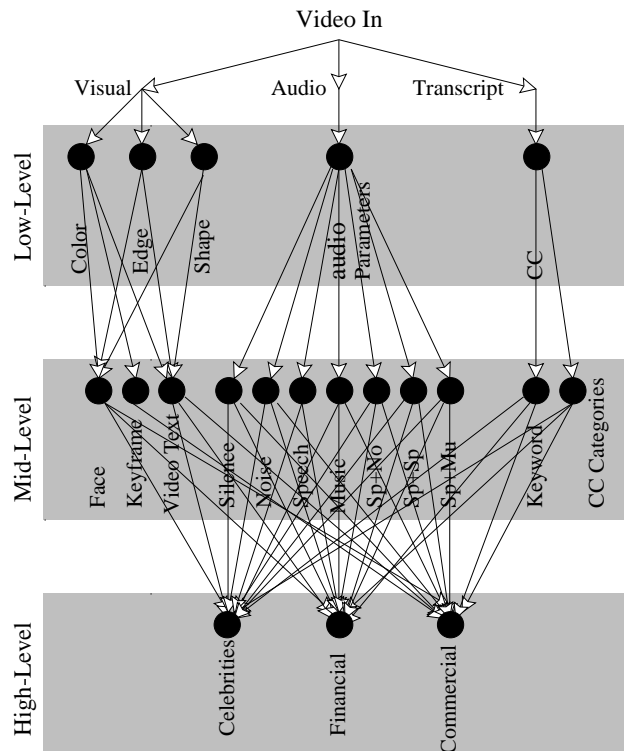 Video In
Visual
Audio
Transcript
Low-Level
Color
Edge
Shape
audio
Parameters
CC
Mid-Level
Face
Keyframe
Video Text
Silence
Noise
Speech
Music
Sp+No
Sp+Sp
Sp+Mu
Keyword
CC Categories
High-Level
Celebrities
Financial
Commercial